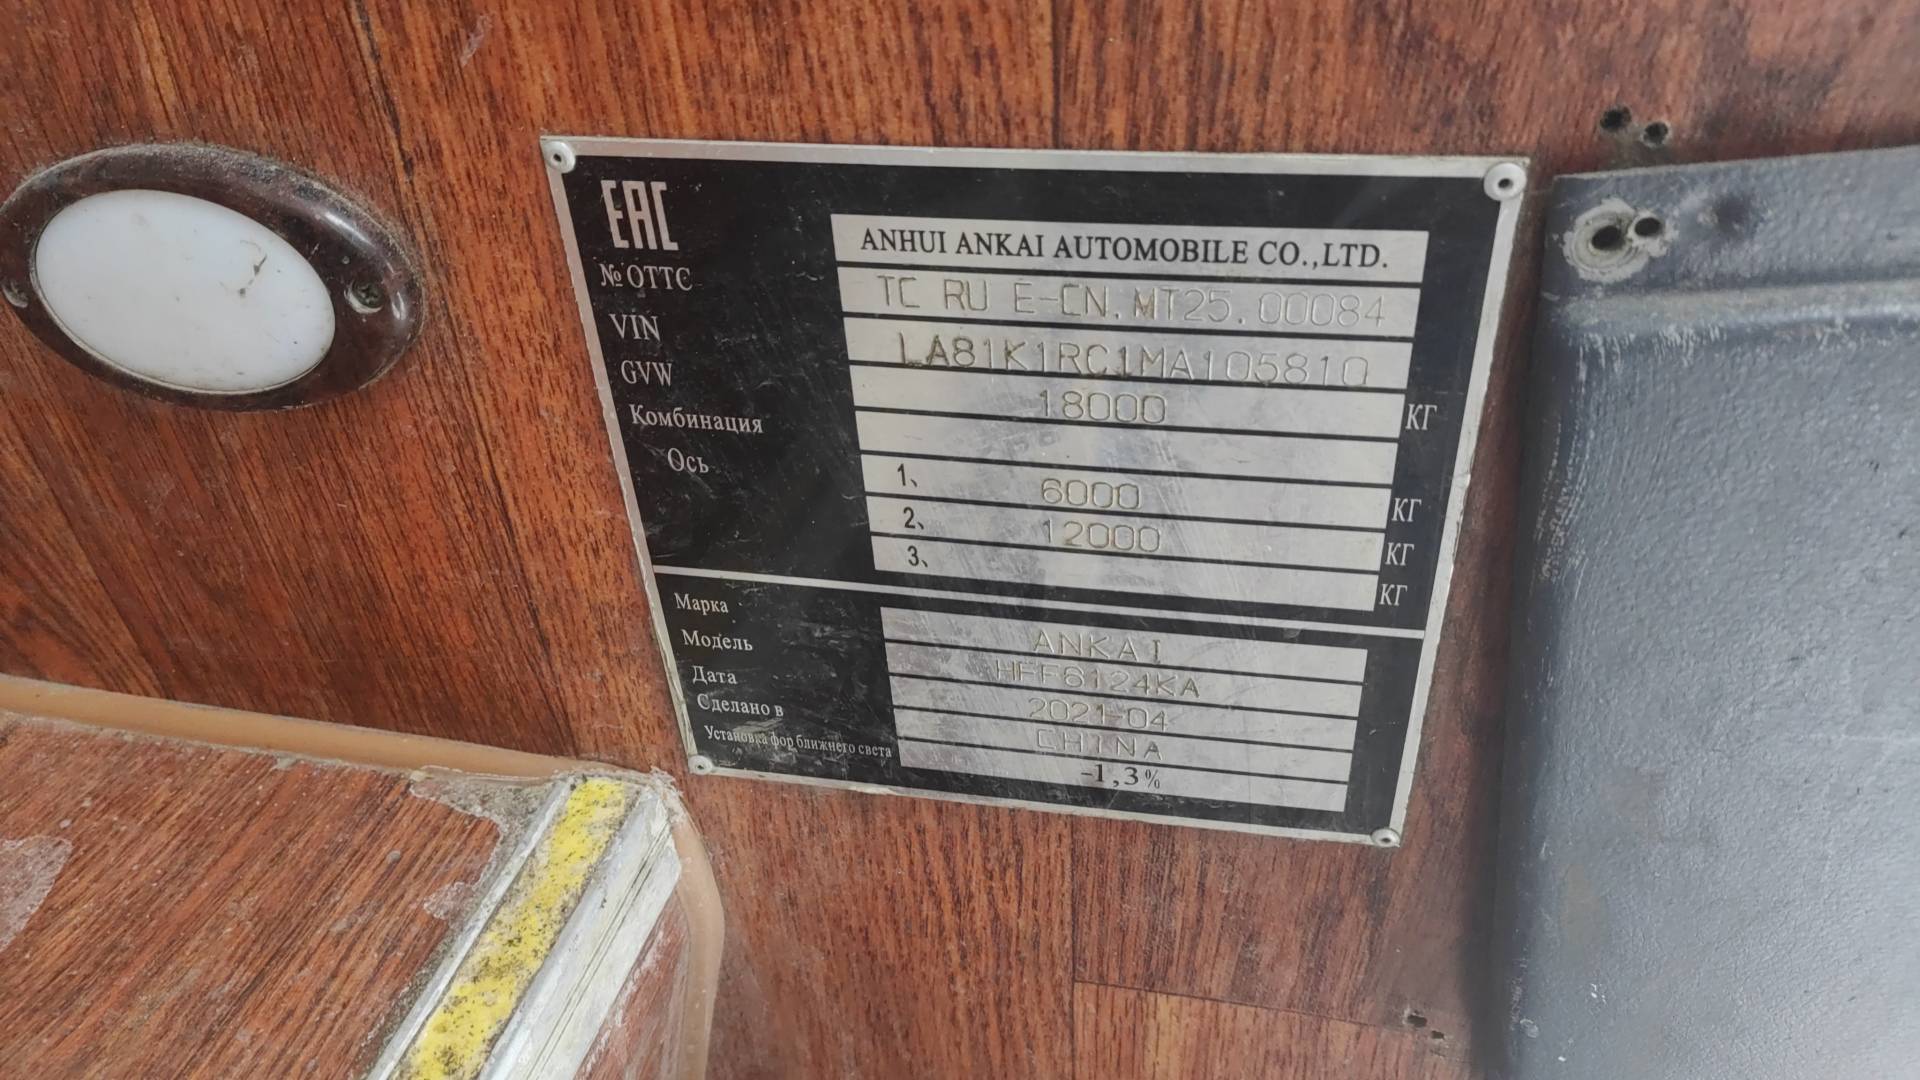 EAC
ANHUI ANKAI AUTOMOBILE CO.,LTD.
№ ОТТС TC RU E-CN.MT25.00084
VIN LA81K1RC1MA105810
GVW 18000 КГ
Комбинация
Ось 1、 6000 КГ
2、 12000 КГ
3、 КГ
Марка ANKAI
Модель HFF6124KA
Дата 2021-04
Сделано в CHINA
Установка фор ближнего света -1,3%